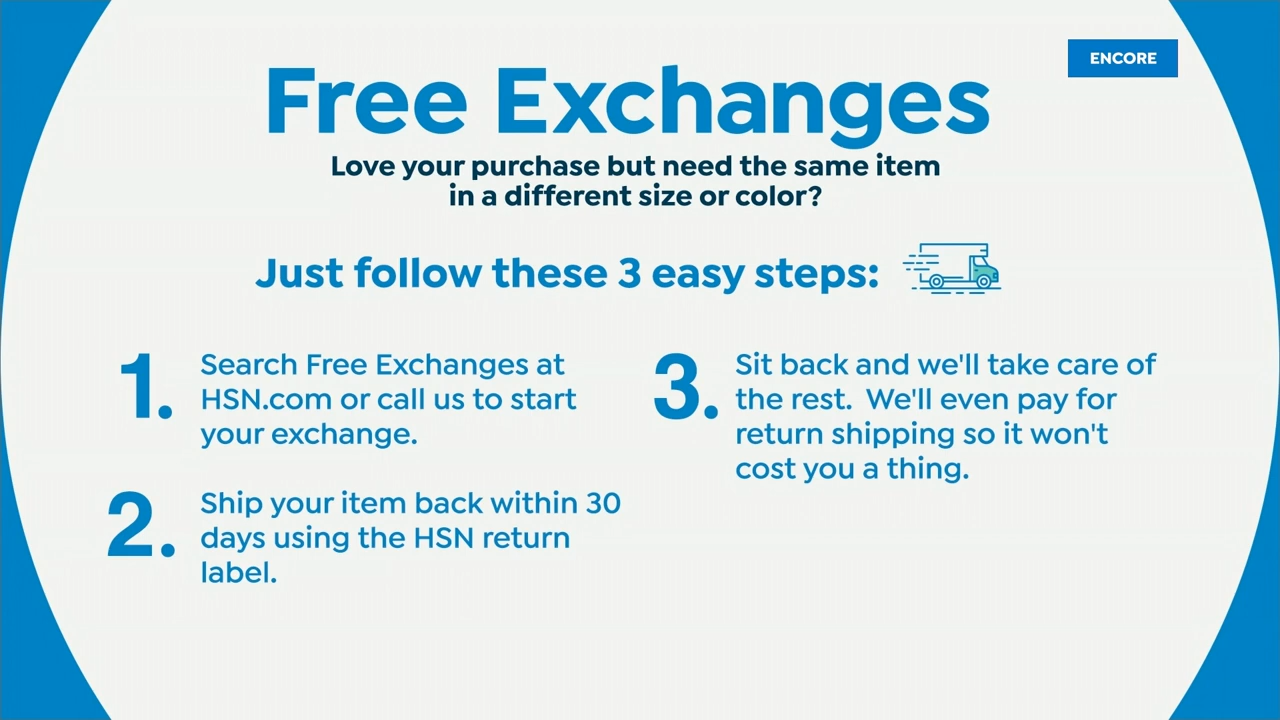 ENCORE
Free Exchanges
Love your purchase but need the same item
in a different size or color?
Just follow these 3 easy steps:
1. Search Free Exchanges at
HSN.com or call us to start
your exchange.
2. Ship your item back within 30
days using the HSN return
label.
3. Sit back and we'll take care of
the rest.  We'll even pay for
return shipping so it won't
cost you a thing.